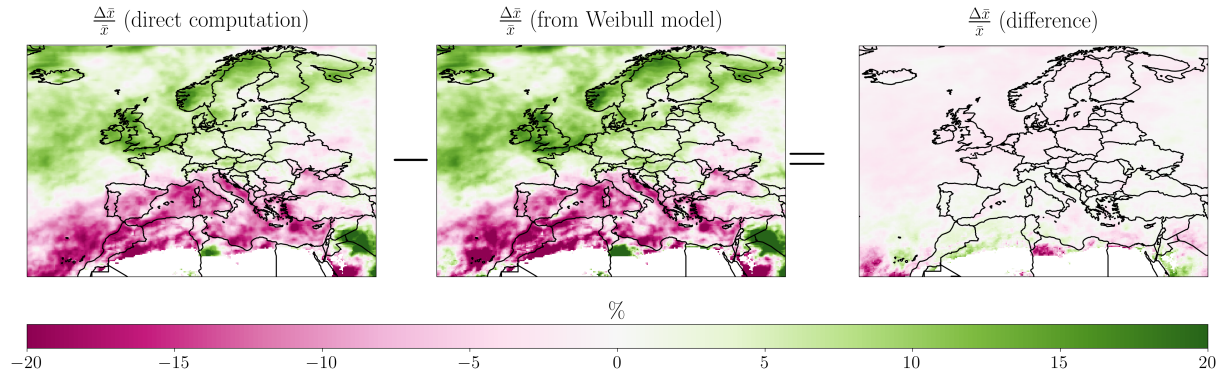 Δx̄/x̄ (direct computation)
Δx̄/x̄ (from Weibull model)
Δx̄/x̄ (difference)
− =
%
−20 −15 −10 −5 0 5 10 15 20